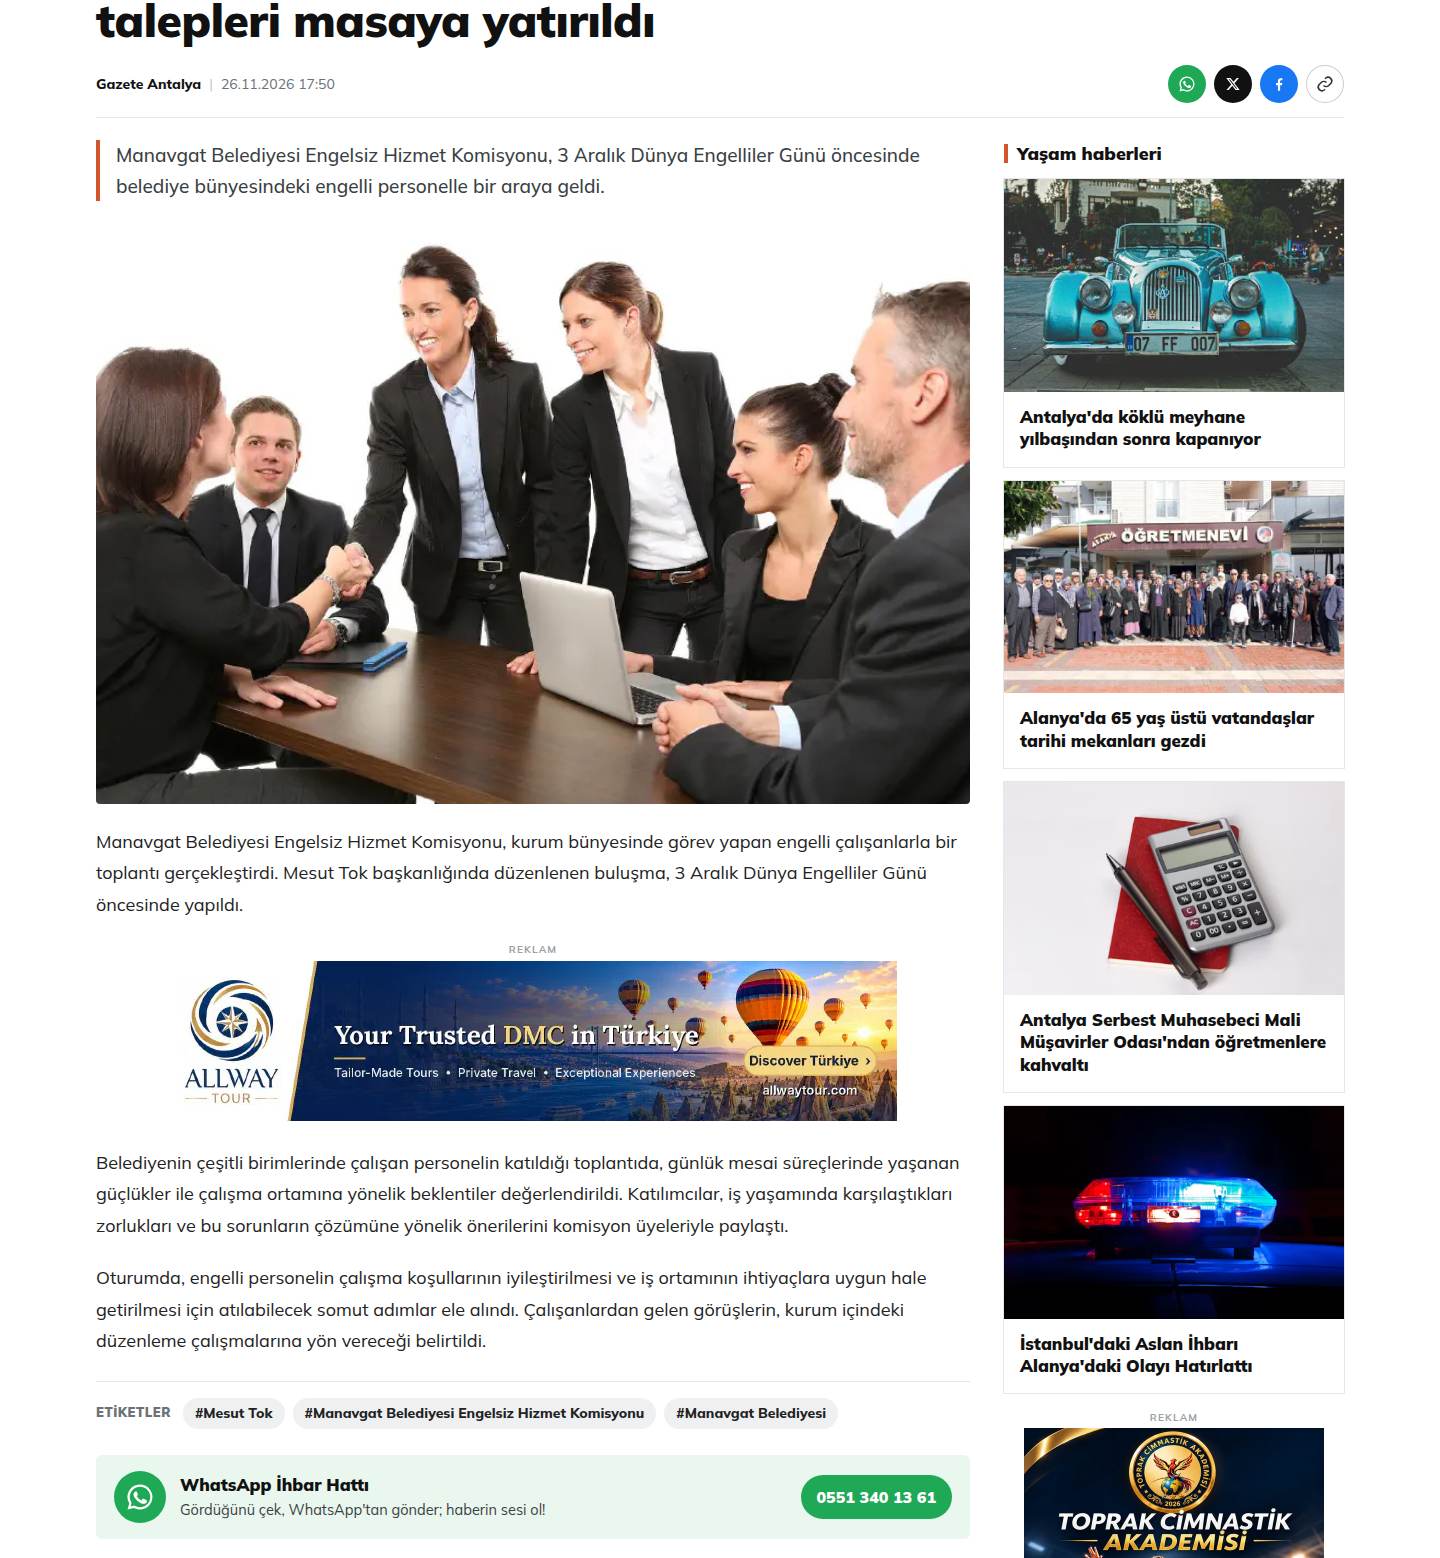 talepleri masaya yatırıldı
Gazete Antalya | 26.11.2026 17:50
Manavgat Belediyesi Engelsiz Hizmet Komisyonu, 3 Aralık Dünya Engelliler Günü öncesinde
belediye bünyesindeki engelli personelle bir araya geldi.
Manavgat Belediyesi Engelsiz Hizmet Komisyonu, kurum bünyesinde görev yapan engelli çalışanlarla bir
toplantı gerçekleştirdi. Mesut Tok başkanlığında düzenlenen buluşma, 3 Aralık Dünya Engelliler Günü
öncesinde yapıldı.
REKLAM
ALLWAY
TOUR
Your Trusted DMC in Türkiye
Tailor-Made Tours • Private Travel • Exceptional Experiences
Discover Türkiye ›
allwaytour.com
Belediyenin çeşitli birimlerinde çalışan personelin katıldığı toplantıda, günlük mesai süreçlerinde yaşanan
güçlükler ile çalışma ortamına yönelik beklentiler değerlendirildi. Katılımcılar, iş yaşamında karşılaştıkları
zorlukları ve bu sorunların çözümüne yönelik önerilerini komisyon üyeleriyle paylaştı.
Oturumda, engelli personelin çalışma koşullarının iyileştirilmesi ve iş ortamının ihtiyaçlara uygun hale
getirilmesi için atılabilecek somut adımlar ele alındı. Çalışanlardan gelen görüşlerin, kurum içindeki
düzenleme çalışmalarına yön vereceği belirtildi.
ETİKETLER #Mesut Tok #Manavgat Belediyesi Engelsiz Hizmet Komisyonu #Manavgat Belediyesi
WhatsApp İhbar Hattı
Gördüğünü çek, WhatsApp'tan gönder; haberin sesi ol!
0551 340 13 61
Yaşam haberleri
07 FF 007
Antalya'da köklü meyhane
yılbaşından sonra kapanıyor
ALANYA ÖĞRETMENEVİ
Alanya'da 65 yaş üstü vatandaşlar
tarihi mekanları gezdi
Antalya Serbest Muhasebeci Mali
Müşavirler Odası'ndan öğretmenlere
kahvaltı
İstanbul'daki Aslan İhbarı
Alanya'daki Olayı Hatırlattı
REKLAM
TOPRAK CİMNASTİK AKADEMİSİ
2026
TOPRAK CİMNASTİK
AKADEMİSİ